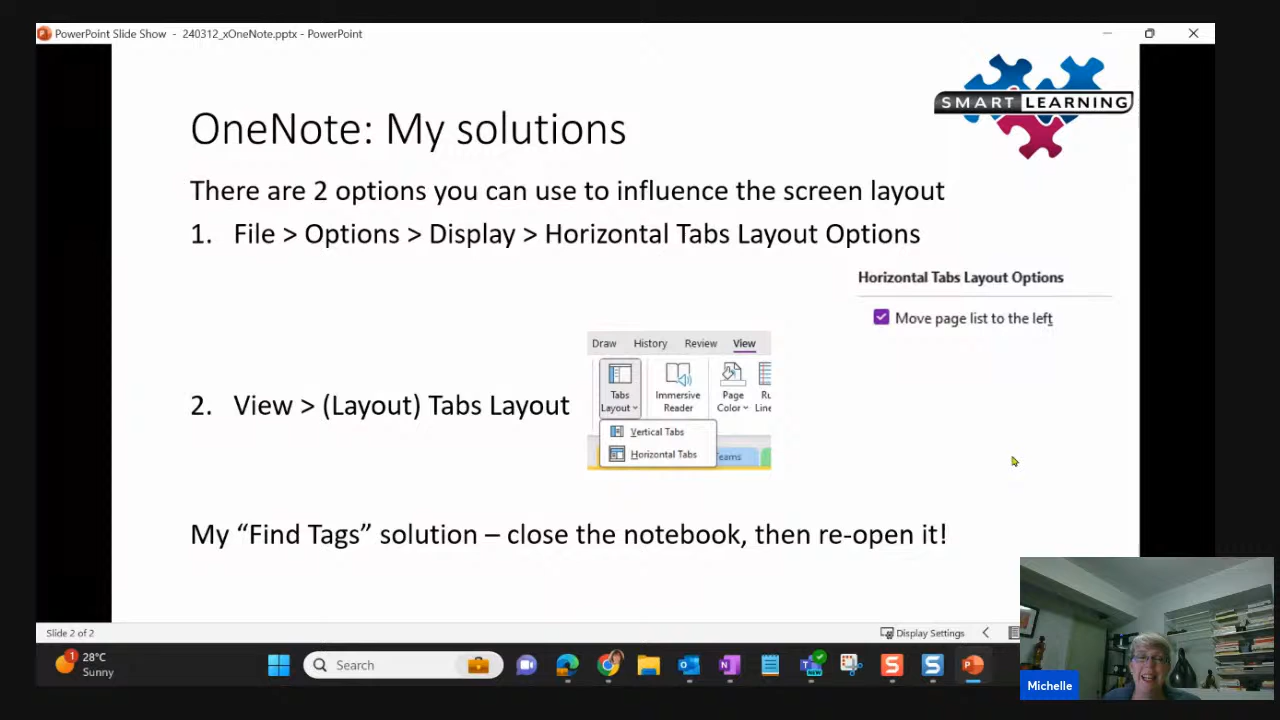 PowerPoint Slide Show - 240312_xOneNote.pptx - PowerPoint
SMART LEARNING
OneNote: My solutions
There are 2 options you can use to influence the screen layout
1. File > Options > Display > Horizontal Tabs Layout Options
Horizontal Tabs Layout Options
Move page list to the left
Draw History Review View
Tabs Layout
Immersive Reader
Page Color
Ru Line
Vertical Tabs
Horizontal Tabs
Teams
2. View > (Layout) Tabs Layout
My “Find Tags” solution – close the notebook, then re-open it!
Slide 2 of 2
Display Settings
1
28°C
Sunny
Search
Michelle